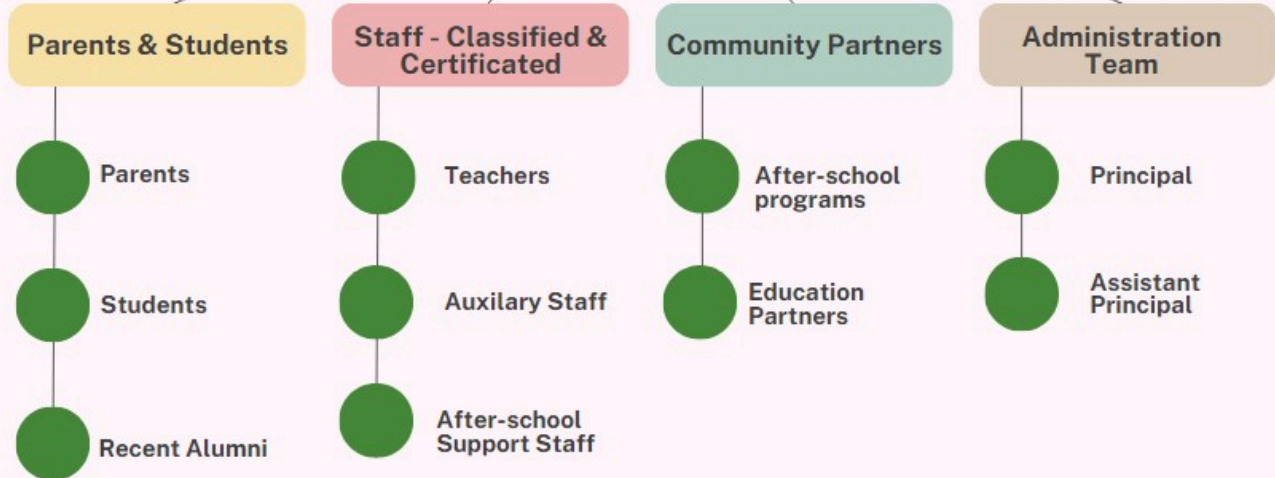 Parents & Students
Parents
Students
Recent Alumni
Staff - Classified &
Certificated
Teachers
Auxilary Staff
After-school
Support Staff
Community Partners
After-school
programs
Education
Partners
Administration
Team
Principal
Assistant
Principal